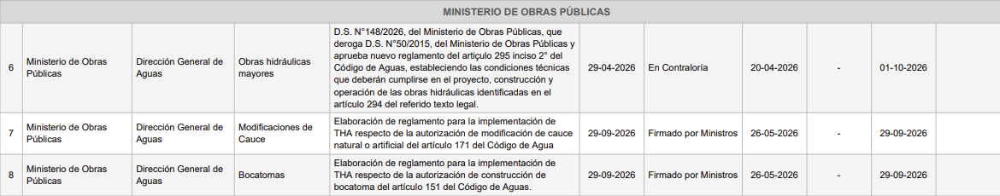 MINISTERIO DE OBRAS PÚBLICAS
6
Ministerio de Obras
Públicas
Dirección General de
Aguas
Obras hidráulicas
mayores
D.S. N°148/2026, del Ministerio de Obras Públicas, que
deroga D.S. N°50/2015, del Ministerio de Obras Públicas y
aprueba nuevo reglamento del artículo 295 inciso 2° del
Código de Aguas, estableciendo las condiciones técnicas
que deberán cumplirse en el proyecto, construcción y
operación de las obras hidráulicas identificadas en el
artículo 294 del referido texto legal.
29-04-2026
En Contraloría
20-04-2026
-
01-10-2026
7
Ministerio de Obras
Públicas
Dirección General de
Aguas
Modificaciones de
Cauce
Elaboración de reglamento para la implementación de
THA respecto de la autorización de modificación de cauce
natural o artificial del artículo 171 del Código de Agua
29-09-2026
Firmado por Ministros
26-05-2026
-
29-09-2026
8
Ministerio de Obras
Públicas
Dirección General de
Aguas
Bocatomas
Elaboración de reglamento para la implementación de
THA respecto de la autorización de construcción de
bocatoma del artículo 151 del Código de Aguas.
29-09-2026
Firmado por Ministros
26-05-2026
-
29-09-2026